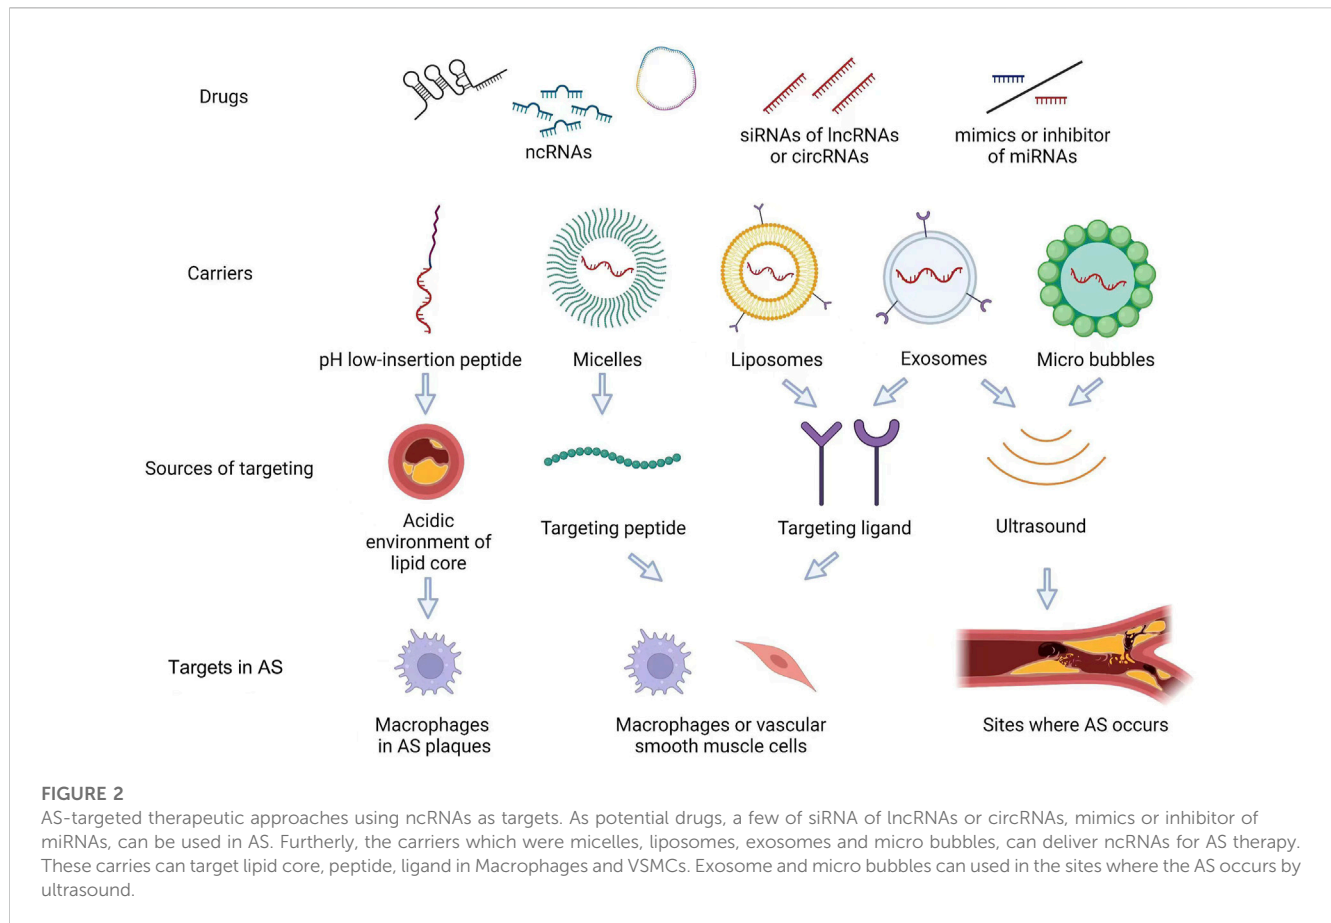 Drugs
ncRNAs
siRNAs of lncRNAs
or circRNAs
mimics or inhibitor
of miRNAs
Carriers
pH low-insertion peptide
Micelles
Liposomes
Exosomes
Micro bubbles
Sources of targeting
Acidic
environment of
lipid core
Targeting peptide
Targeting ligand
Ultrasound
Targets in AS
Macrophages
in AS plaques
Macrophages or vascular
smooth muscle cells
Sites where AS occurs
FIGURE 2
AS-targeted therapeutic approaches using ncRNAs as targets. As potential drugs, a few of siRNA of lncRNAs or circRNAs, mimics or inhibitor of
miRNAs, can be used in AS. Furtherly, the carriers which were micelles, liposomes, exosomes and micro bubbles, can deliver ncRNAs for AS therapy.
These carries can target lipid core, peptide, ligand in Macrophages and VSMCs. Exosome and micro bubbles can used in the sites where the AS occurs by
ultrasound.